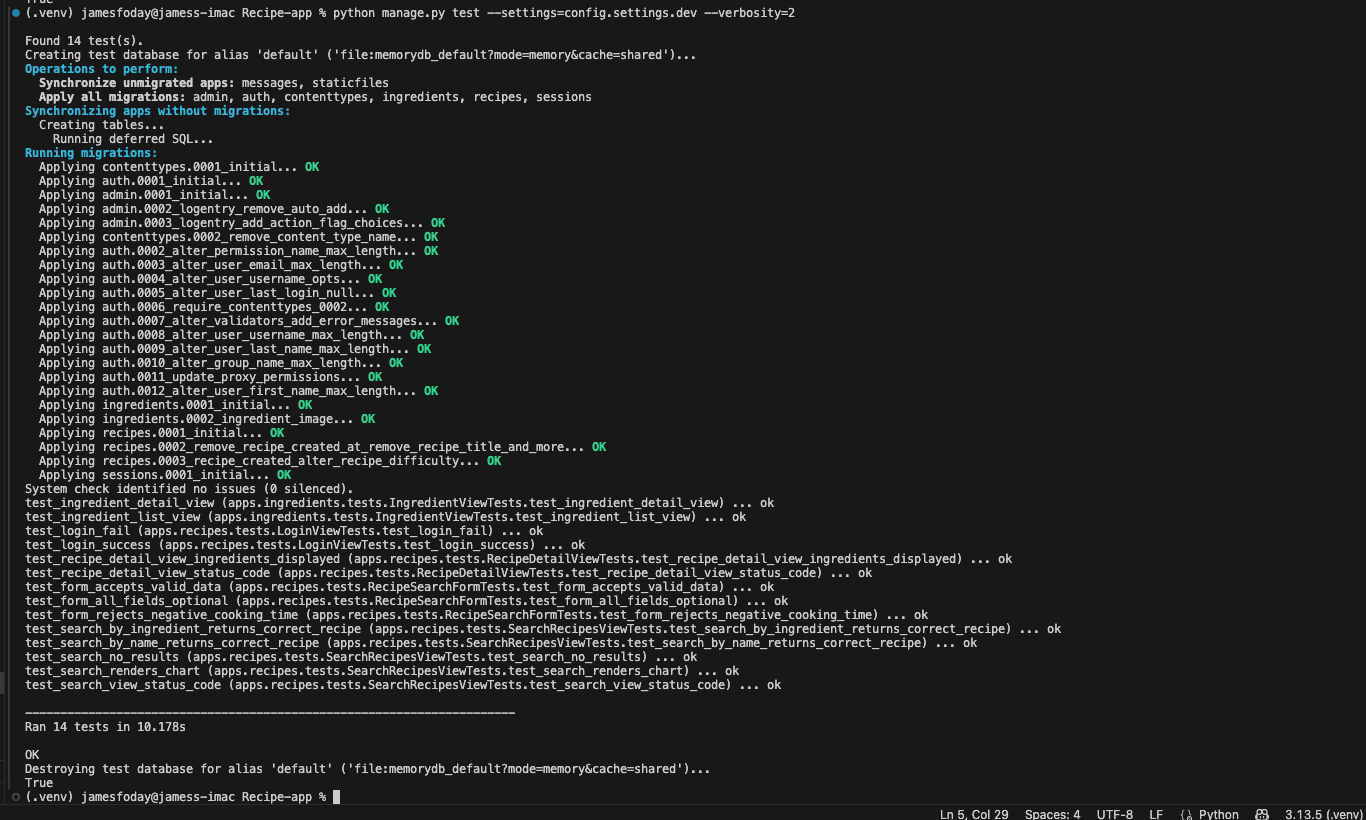 True
(.venv) jamesfoday@jamess-imac Recipe-app % python manage.py test --settings=config.settings.dev --verbosity=2
Found 14 test(s).
Creating test database for alias 'default' ('file:memorydb_default?mode=memory&cache=shared')...
Operations to perform:
  Synchronize unmigrated apps: messages, staticfiles
  Apply all migrations: admin, auth, contenttypes, ingredients, recipes, sessions
Synchronizing apps without migrations:
  Creating tables...
    Running deferred SQL...
Running migrations:
  Applying contenttypes.0001_initial... OK
  Applying auth.0001_initial... OK
  Applying admin.0001_initial... OK
  Applying admin.0002_logentry_remove_auto_add... OK
  Applying admin.0003_logentry_add_action_flag_choices... OK
  Applying contenttypes.0002_remove_content_type_name... OK
  Applying auth.0002_alter_permission_name_max_length... OK
  Applying auth.0003_alter_user_email_max_length... OK
  Applying auth.0004_alter_user_username_opts... OK
  Applying auth.0005_alter_user_last_login_null... OK
  Applying auth.0006_require_contenttypes_0002... OK
  Applying auth.0007_alter_validators_add_error_messages... OK
  Applying auth.0008_alter_user_username_max_length... OK
  Applying auth.0009_alter_user_last_name_max_length... OK
  Applying auth.0010_alter_group_name_max_length... OK
  Applying auth.0011_update_proxy_permissions... OK
  Applying auth.0012_alter_user_first_name_max_length... OK
  Applying ingredients.0001_initial... OK
  Applying ingredients.0002_ingredient_image... OK
  Applying recipes.0001_initial... OK
  Applying recipes.0002_remove_recipe_created_at_remove_recipe_title_and_more... OK
  Applying recipes.0003_recipe_created_alter_recipe_difficulty... OK
  Applying sessions.0001_initial... OK
System check identified no issues (0 silenced).
test_ingredient_detail_view (apps.ingredients.tests.IngredientViewTests.test_ingredient_detail_view) ... ok
test_ingredient_list_view (apps.ingredients.tests.IngredientViewTests.test_ingredient_list_view) ... ok
test_login_fail (apps.recipes.tests.LoginViewTests.test_login_fail) ... ok
test_login_success (apps.recipes.tests.LoginViewTests.test_login_success) ... ok
test_recipe_detail_view_ingredients_displayed (apps.recipes.tests.RecipeDetailViewTests.test_recipe_detail_view_ingredients_displayed) ... ok
test_recipe_detail_view_status_code (apps.recipes.tests.RecipeDetailViewTests.test_recipe_detail_view_status_code) ... ok
test_form_accepts_valid_data (apps.recipes.tests.RecipeSearchFormTests.test_form_accepts_valid_data) ... ok
test_form_all_fields_optional (apps.recipes.tests.RecipeSearchFormTests.test_form_all_fields_optional) ... ok
test_form_rejects_negative_cooking_time (apps.recipes.tests.RecipeSearchFormTests.test_form_rejects_negative_cooking_time) ... ok
test_search_by_ingredient_returns_correct_recipe (apps.recipes.tests.SearchRecipesViewTests.test_search_by_ingredient_returns_correct_recipe) ... ok
test_search_by_name_returns_correct_recipe (apps.recipes.tests.SearchRecipesViewTests.test_search_by_name_returns_correct_recipe) ... ok
test_search_no_results (apps.recipes.tests.SearchRecipesViewTests.test_search_no_results) ... ok
test_search_renders_chart (apps.recipes.tests.SearchRecipesViewTests.test_search_renders_chart) ... ok
test_search_view_status_code (apps.recipes.tests.SearchRecipesViewTests.test_search_view_status_code) ... ok
----------------------------------------------------------------------
Ran 14 tests in 10.178s
OK
Destroying test database for alias 'default' ('file:memorydb_default?mode=memory&cache=shared')...
True
(.venv) jamesfoday@jamess-imac Recipe-app %
Ln 5, Col 29 Spaces: 4 UTF-8 LF Python 3.13.5 (.venv)